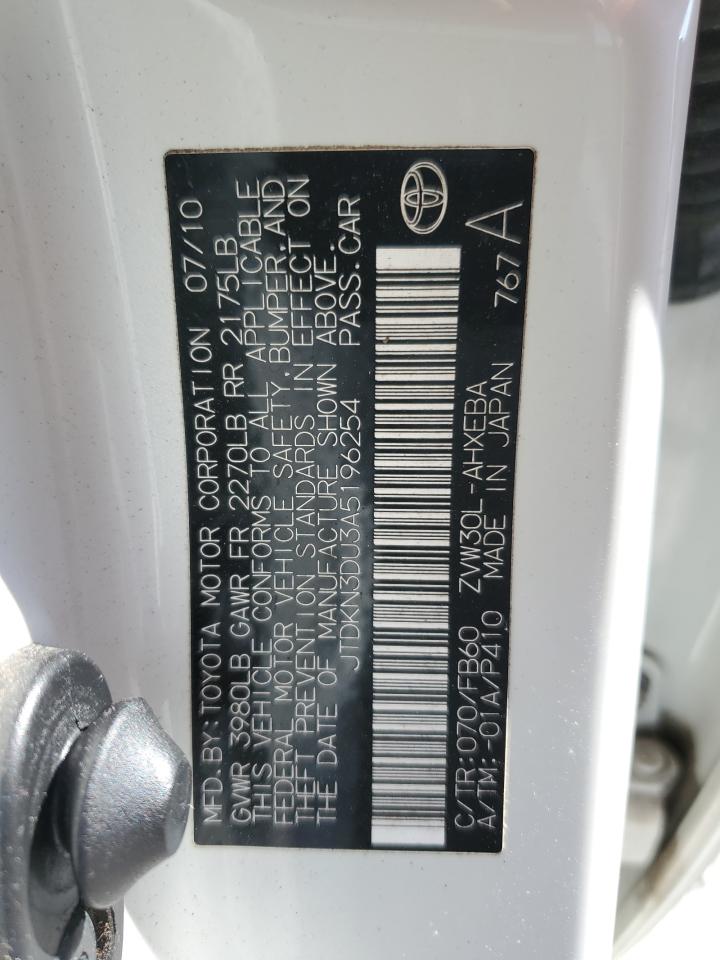 MFD.BY:TOYOTA MOTOR CORPORATION 07/10
GVWR 3980LB GAWR FR 2270LB RR 2175LB
THIS VEHICLE CONFORMS TO ALL APPLICABLE
FEDERAL MOTOR VEHICLE SAFETY,BUMPER,AND
THEFT PREVENTION STANDARDS IN EFFECT ON
THE DATE OF MANUFACTURE SHOWN ABOVE.
JTDKN3DU3A5196254 PASS.CAR
C/TR:070/FB60 ZVW30L-AHXEBA 767 A
A/TM:-01A/P410 MADE IN JAPAN